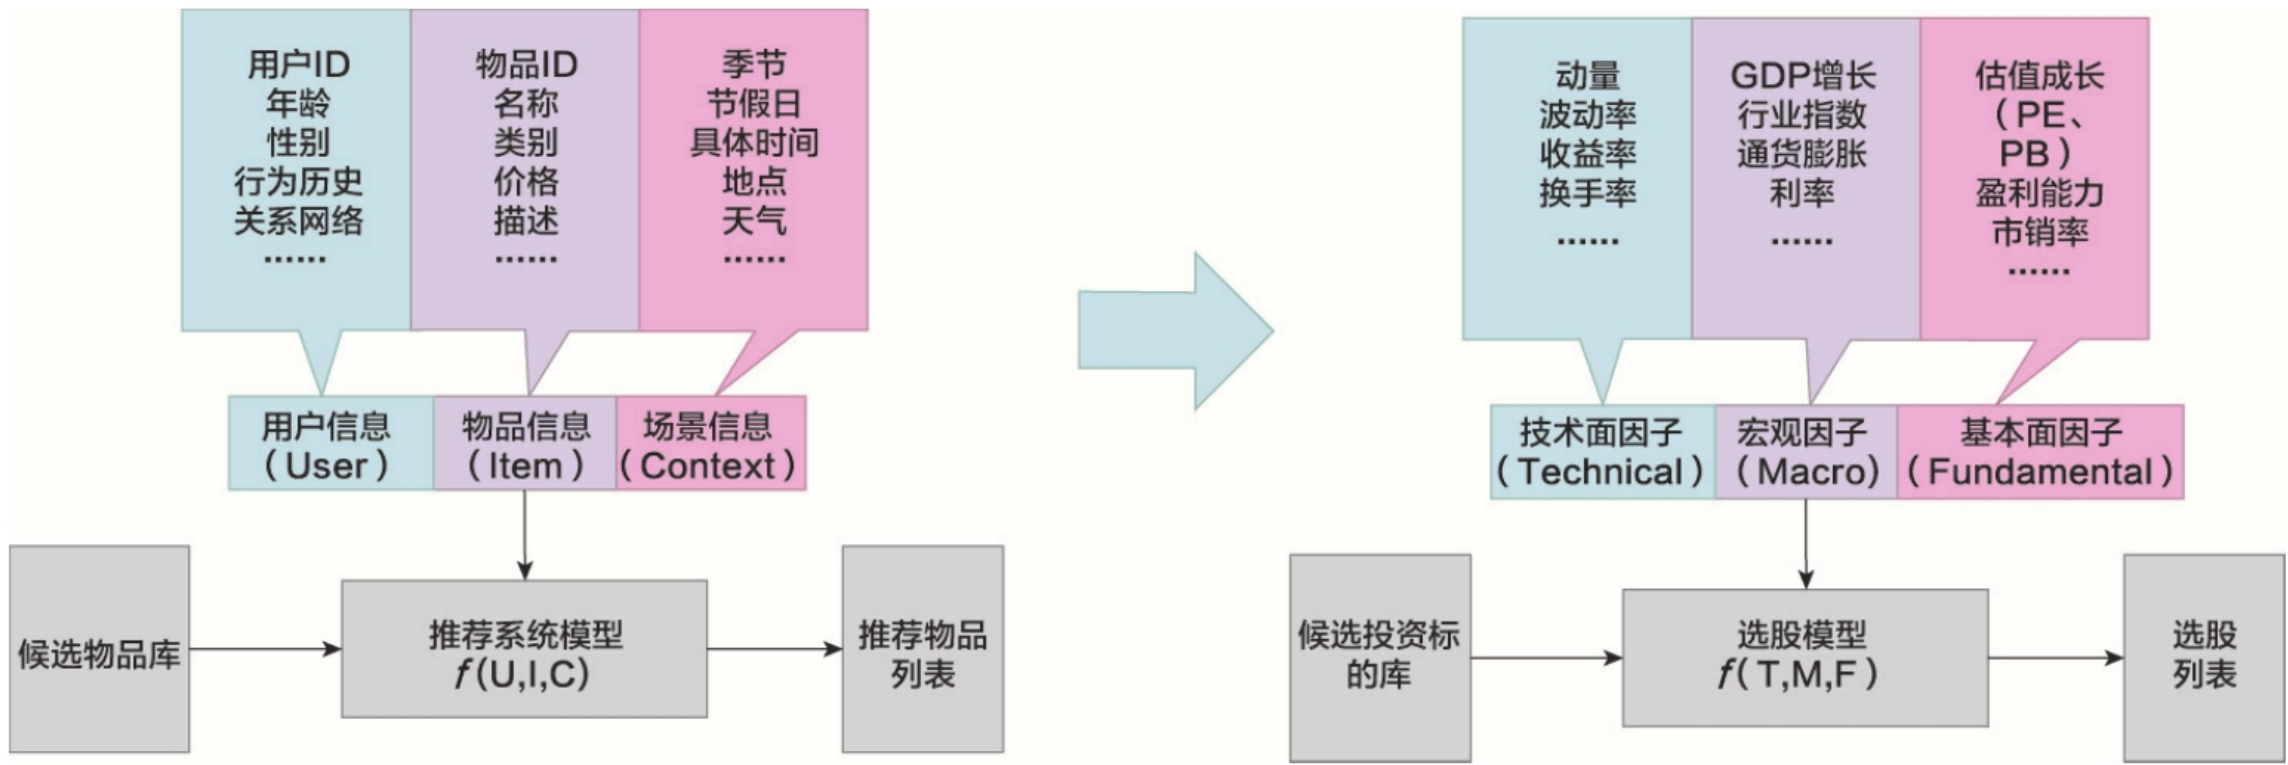 用户ID
年龄
性别
行为历史
关系网络
……
物品ID
名称
类别
价格
描述
……
季节
节假日
具体时间
地点
天气
……
用户信息
（User）
物品信息
（Item）
场景信息
（Context）
候选物品库
推荐系统模型
f(U,I,C)
推荐物品
列表
动量
波动率
收益率
换手率
……
GDP增长
行业指数
通货膨胀
利率
……
估值成长
（PE、
PB）
盈利能力
市销率
……
技术面因子
（Technical）
宏观因子
（Macro)
基本面因子
（Fundamental）
候选投资标
的库
选股模型
f(T,M,F）
选股
列表